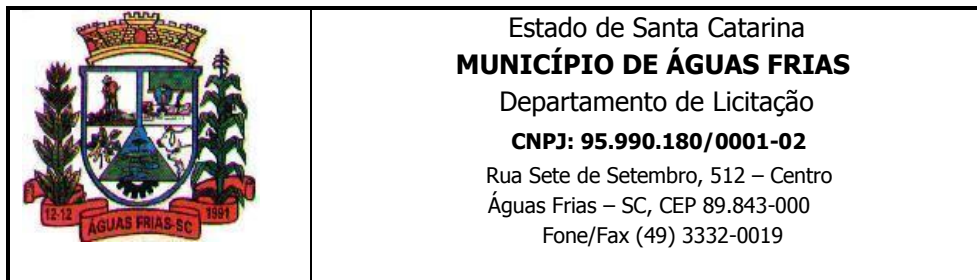 12-12
ÁGUAS FRIAS-SC
1991
Estado de Santa Catarina
MUNICÍPIO DE ÁGUAS FRIAS
Departamento de Licitação
CNPJ: 95.990.180/0001-02
Rua Sete de Setembro, 512 – Centro
Águas Frias – SC, CEP 89.843-000
Fone/Fax (49) 3332-0019